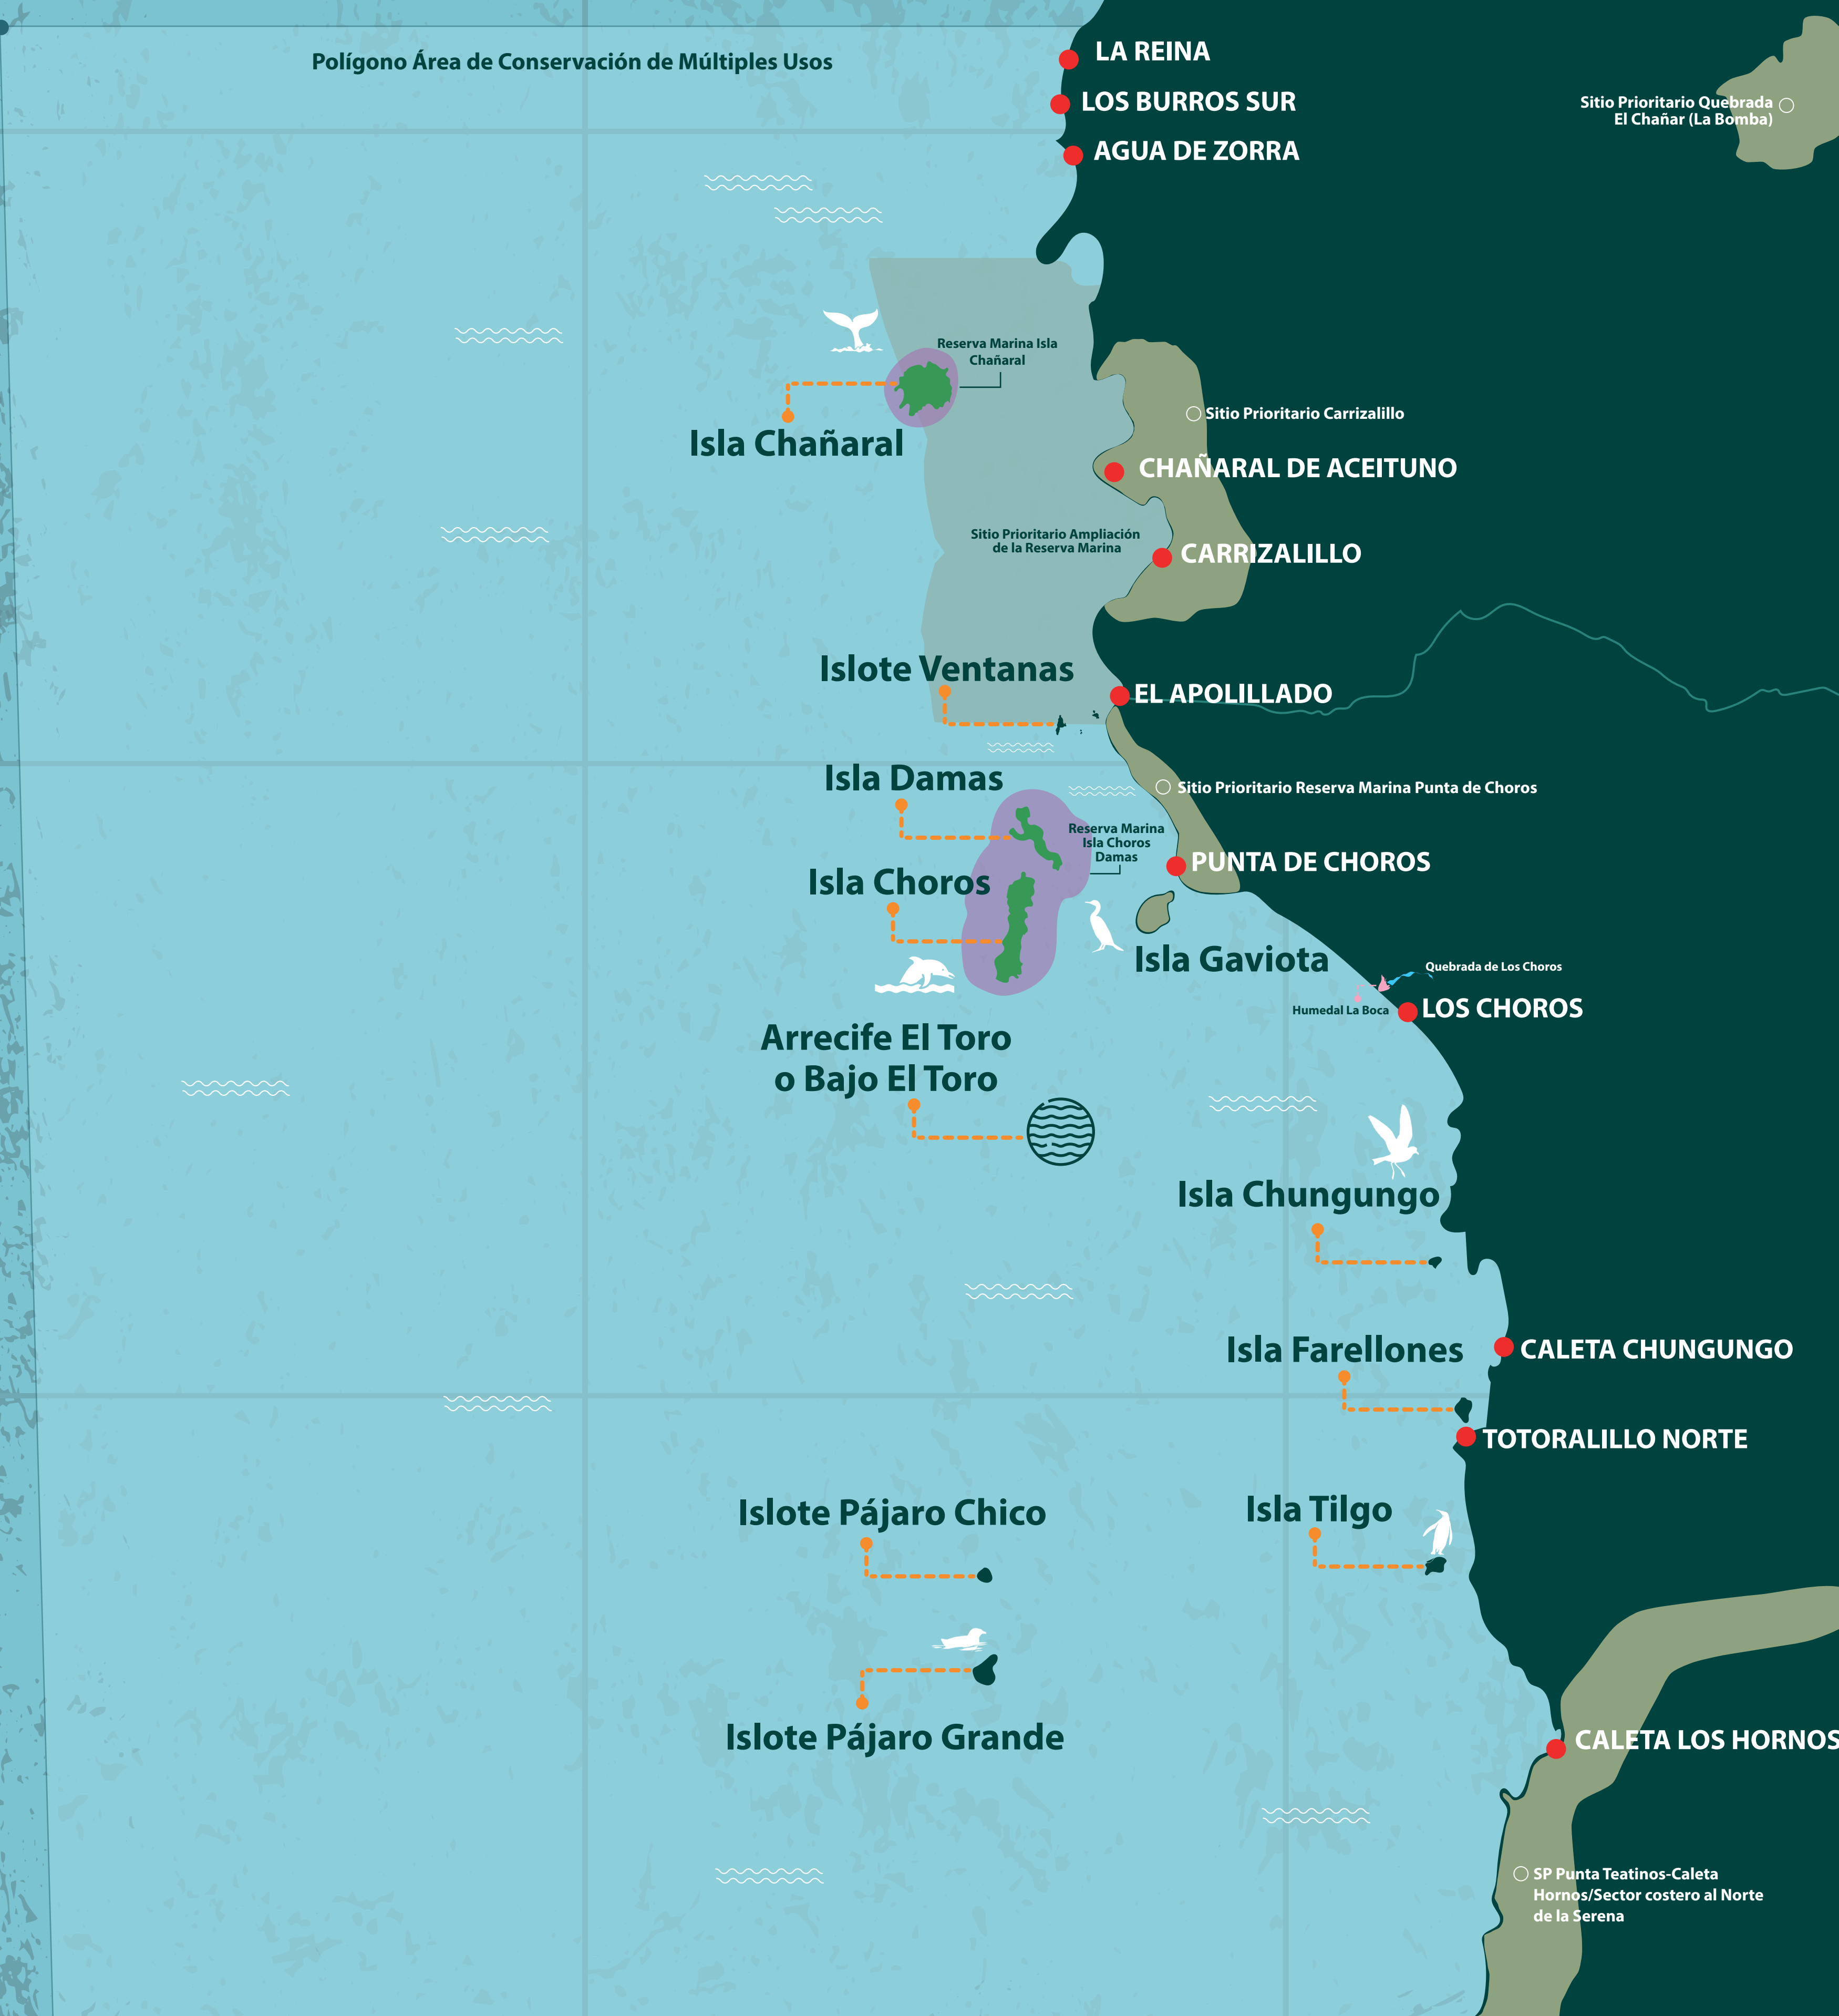 LA REINA
Polígono Área de Conservación de Múltiples Usos
LOS BURROS SUR
Sitio Prioritario Quebrada
El Chañar (La Bomba)
AGUA DE ZORRA
Reserva Marina Isla
Chañaral
Sitio Prioritario Carrizalillo
Isla Chañaral
CHAÑARAL DE ACEITUNO
Sitio Prioritario Ampliación
de la Reserva Marina
CARRIZALILLO
Islote Ventanas
EL APOLILLADO
Isla Damas
Sitio Prioritario Reserva Marina Punta de Choros
Reserva Marina
Isla Choros
Damas
PUNTA DE CHOROS
Isla Choros
Isla Gaviota
Quebrada de Los Choros
Humedal La Boca
LOS CHOROS
Arrecife El Toro
o Bajo El Toro
Isla Chungungo
Isla Farellones
CALETA CHUNGUNGO
TOTORALILLO NORTE
Islote Pájaro Chico
Isla Tilgo
Islote Pájaro Grande
CALETA LOS HORNOS
SP Punta Teatinos-Caleta
Hornos/Sector costero al Norte
de la Serena